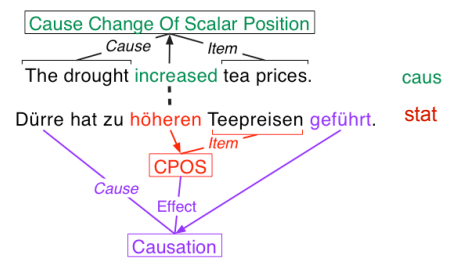 Cause Change Of Scalar Position
Cause Item
The drought increased tea prices. caus
Dürre hat zu höheren Teepreisen geführt. stat
Item
CPOS
Cause
Effect
Causation